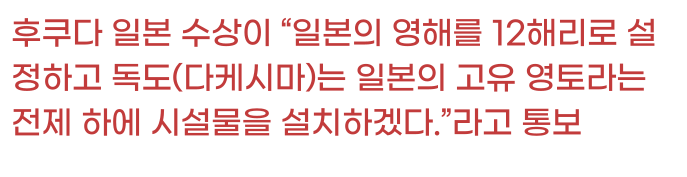 후쿠다 일본 수상이 “일본의 영해를 12해리로 설
정하고 독도(다케시마)는 일본의 고유 영토라는
전제 하에 시설물을 설치하겠다.”라고 통보